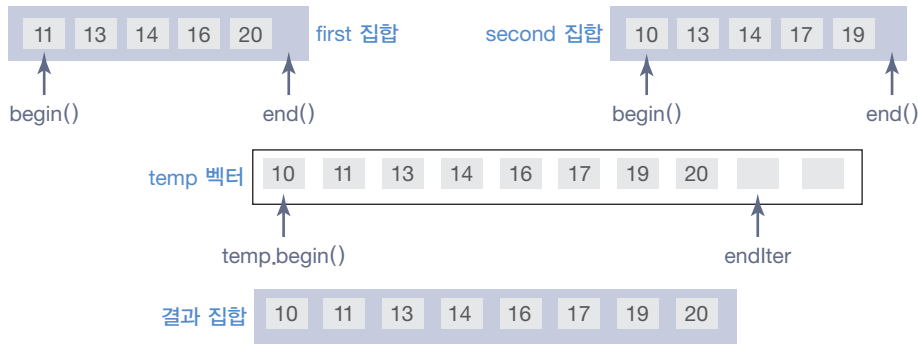 11 13 14 16 20 first 집합 second 집합 10 13 14 17 19
begin() end() begin() end()
temp 벡터 10 11 13 14 16 17 19 20
temp.begin() endIter
결과 집합 10 11 13 14 16 17 19 20